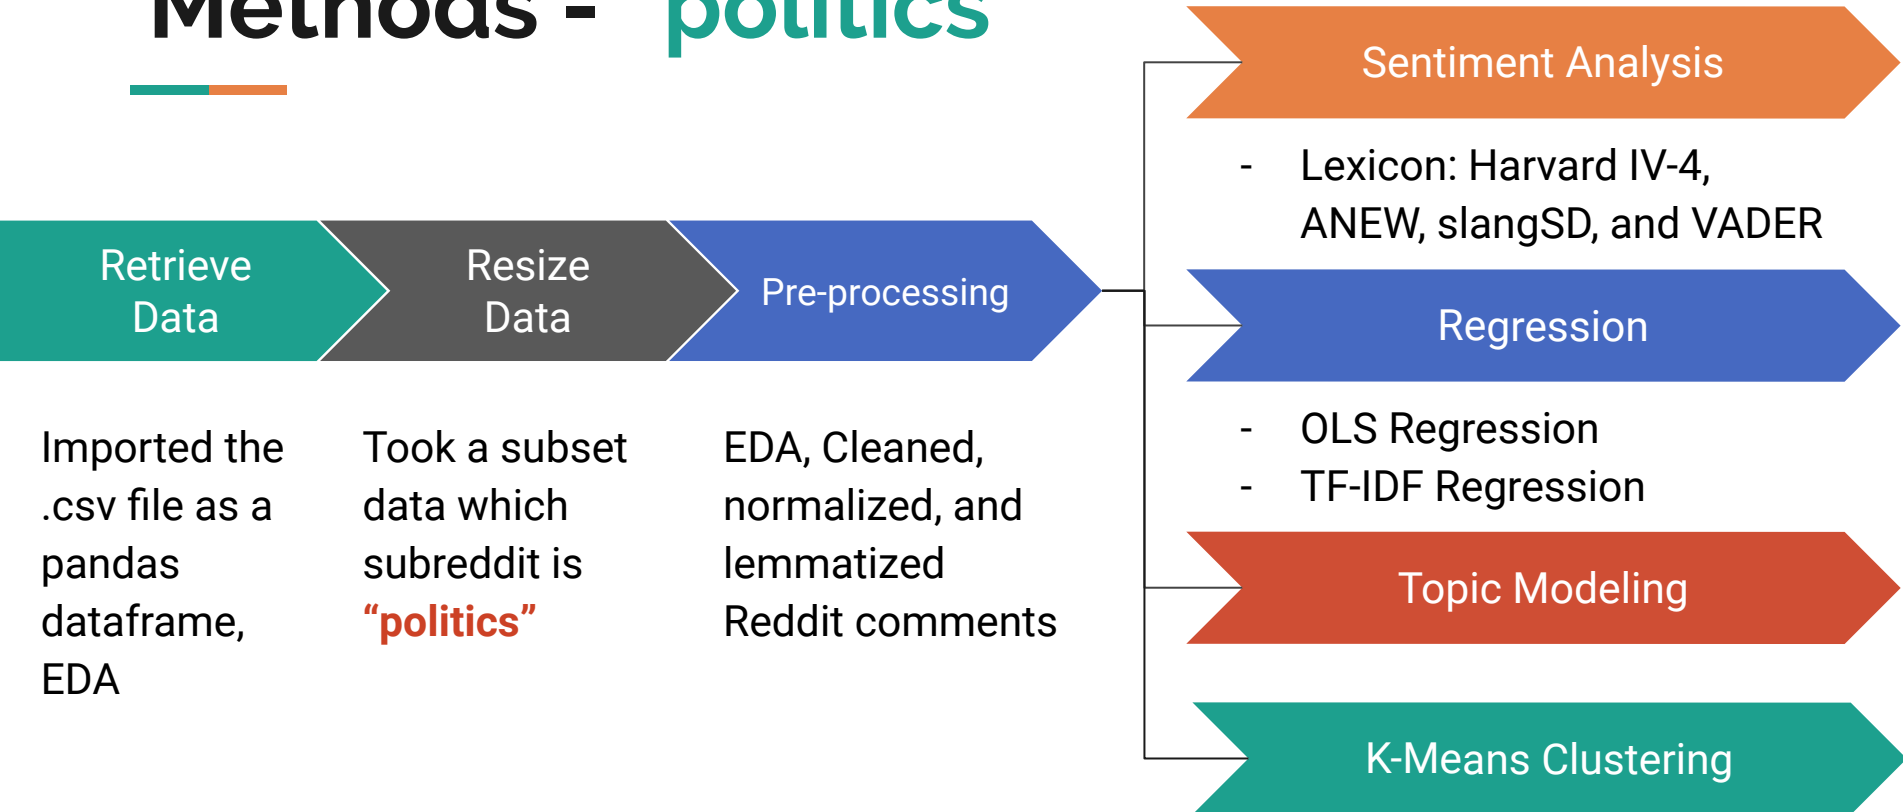 Methods - politics
Retrieve
Data
Resize
Data
Pre-processing
Imported the
.csv file as a
pandas
dataframe,
EDA
Took a subset
data which
subreddit is
“politics”
EDA, Cleaned,
normalized, and
lemmatized
Reddit comments
Sentiment Analysis
- Lexicon: Harvard IV-4,
ANEW, slangSD, and VADER
Regression
- OLS Regression
- TF-IDF Regression
Topic Modeling
K-Means Clustering